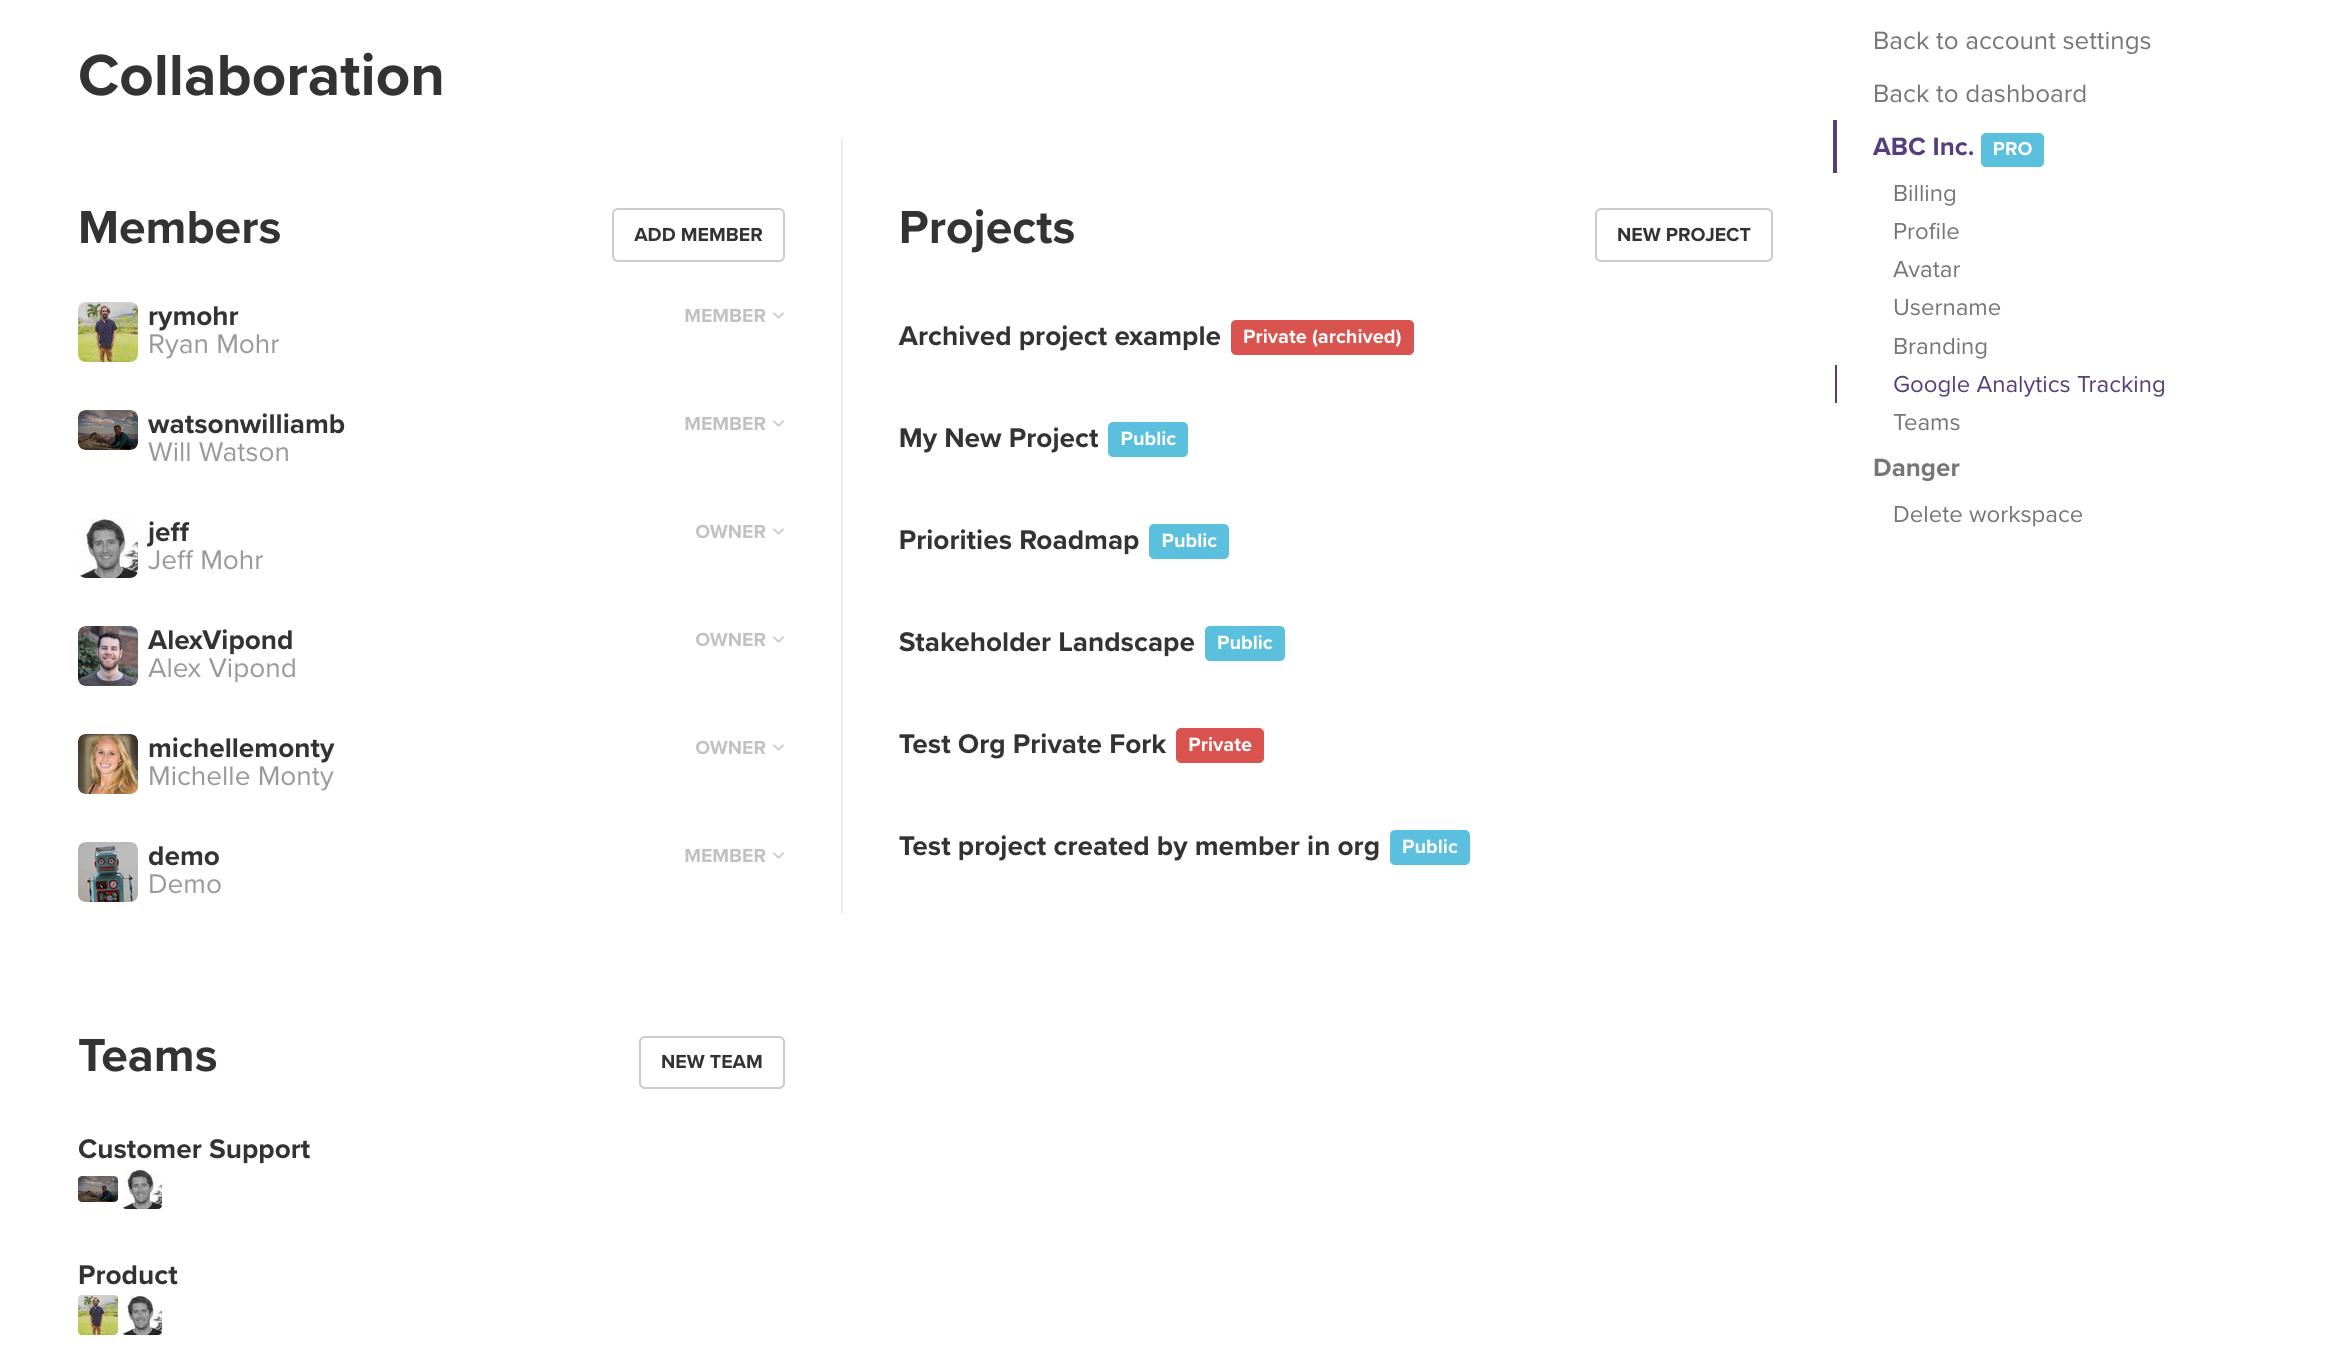 Collaboration
Members
ADD MEMBER
rymohr
Ryan Mohr
MEMBER
watsonwilliamb
Will Watson
MEMBER
jeff
Jeff Mohr
OWNER
AlexVipond
Alex Vipond
OWNER
michellemonty
Michelle Monty
OWNER
demo
Demo
MEMBER
Teams
NEW TEAM
Customer Support
Product
Projects
NEW PROJECT
Archived project example Private (archived)
My New Project Public
Priorities Roadmap Public
Stakeholder Landscape Public
Test Org Private Fork Private
Test project created by member in org Public
Back to account settings
Back to dashboard
ABC Inc. PRO
Billing
Profile
Avatar
Username
Branding
Google Analytics Tracking
Teams
Danger
Delete workspace